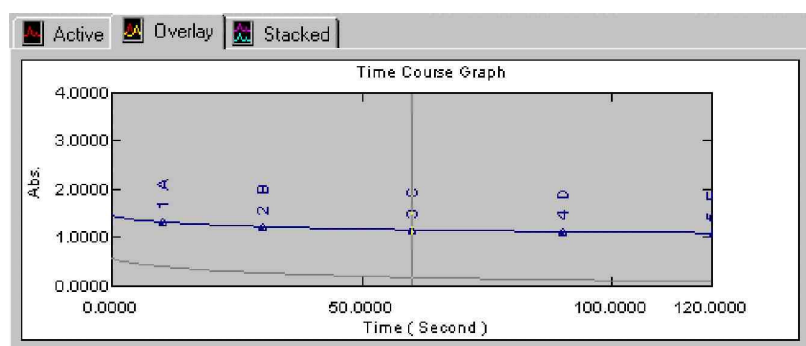 Active Overlay Stacked
Time Course Graph
Abs.
4.0000
3.0000
2.0000
1.0000
0.0000
1 A
2 B
C
4 D
0.0000 50.0000 100.0000 120.0000
Time ( Second )